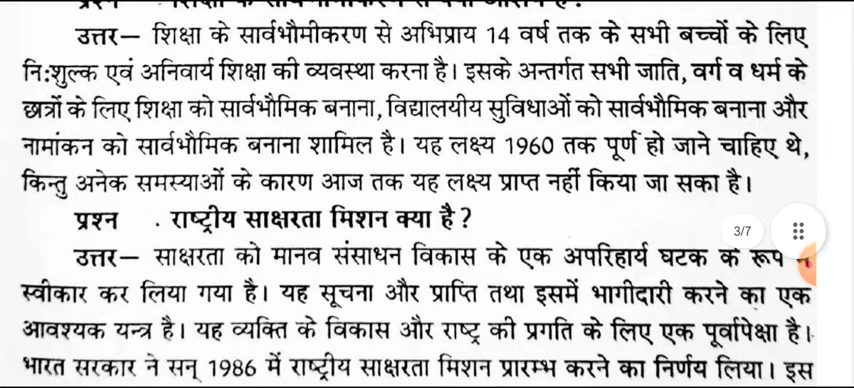 उत्तर— शिक्षा के सार्वभौमीकरण से अभिप्राय 14 वर्ष तक के सभी बच्चों के लिए
नि:शुल्क एवं अनिवार्य शिक्षा की व्यवस्था करना है। इसके अन्तर्गत सभी जाति, वर्ग व धर्म के
छात्रों के लिए शिक्षा को सार्वभौमिक बनाना, विद्यालयीय सुविधाओं को सार्वभौमिक बनाना और
नामांकन को सार्वभौमिक बनाना शामिल है। यह लक्ष्य 1960 तक पूर्ण हो जाने चाहिए थे,
किन्तु अनेक समस्याओं के कारण आज तक यह लक्ष्य प्राप्त नहीं किया जा सका है।
प्रश्न . राष्ट्रीय साक्षरता मिशन क्या है ?
3/7
उत्तर— साक्षरता को मानव संसाधन विकास के एक अपरिहार्य घटक के रूप
स्वीकार कर लिया गया है। यह सूचना और प्राप्ति तथा इसमें भागीदारी करने का एक
आवश्यक यन्त्र है। यह व्यक्ति के विकास और राष्ट्र की प्रगति के लिए एक पूर्वापेक्षा है।
भारत सरकार ने सन् 1986 में राष्ट्रीय साक्षरता मिशन प्रारम्भ करने का निर्णय लिया। इस